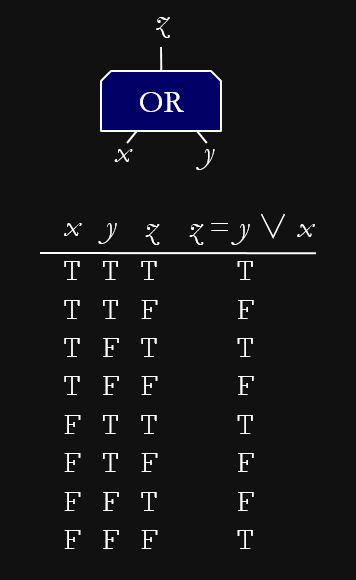 z
OR
x y
x y z z = y ∨ x
T T T T
T T F F
T F T T
T F F F
F T T T
F T F F
F F T F
F F F T